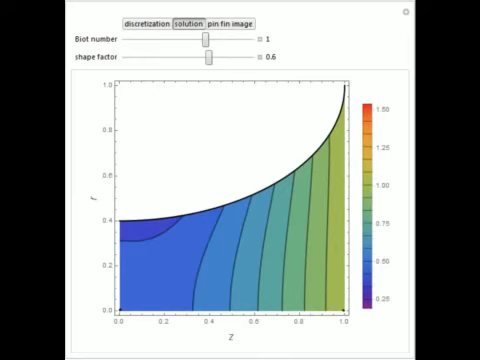 discretization solution pin fin image
Biot number 1
shape factor 0.6
1.0
0.8
0.6
0.4
0.2
0.0
r
0.0 0.2 0.4 0.6 0.8 1.0
Z
1.50
1.25
1.00
0.75
0.50
0.25